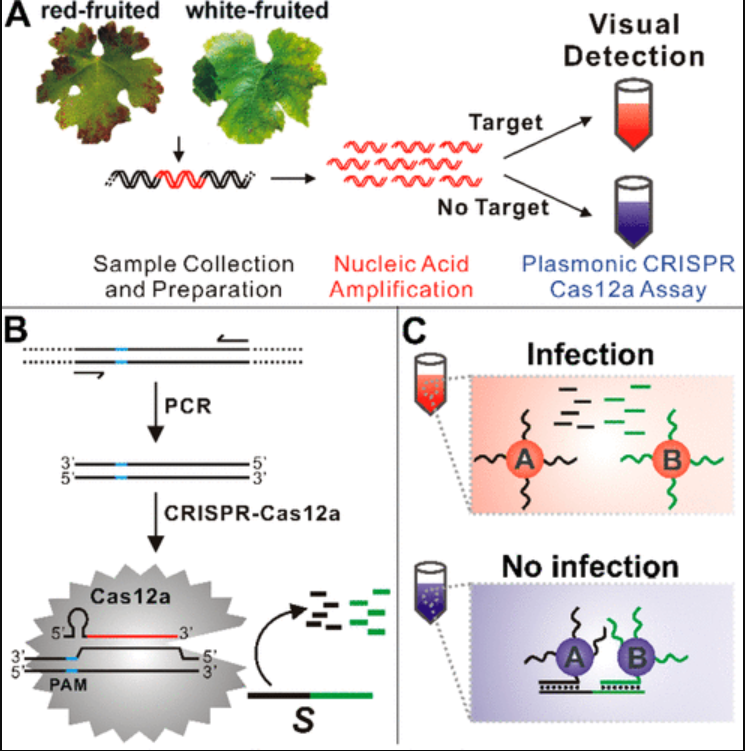 A
red-fruited
white-fruited
Visual
Detection
Target
No Target
Sample Collection
and Preparation
Nucleic Acid
Amplification
Plasmonic CRISPR
Cas12a Assay
B
PCR
3' 5'
5' 3'
CRISPR-Cas12a
Cas12a
5' 3'
3' 5'
5' 3'
PAM
S
C
Infection
A B
No infection
A B